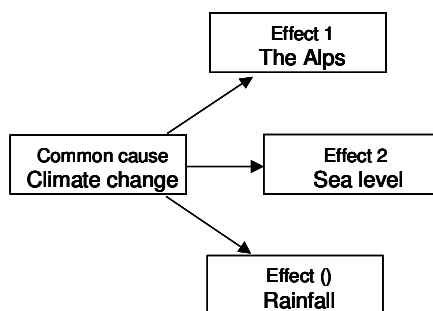 Effect 1
The Alps
Common cause
Climate change
Effect 2
Sea level
Effect ()
Rainfall